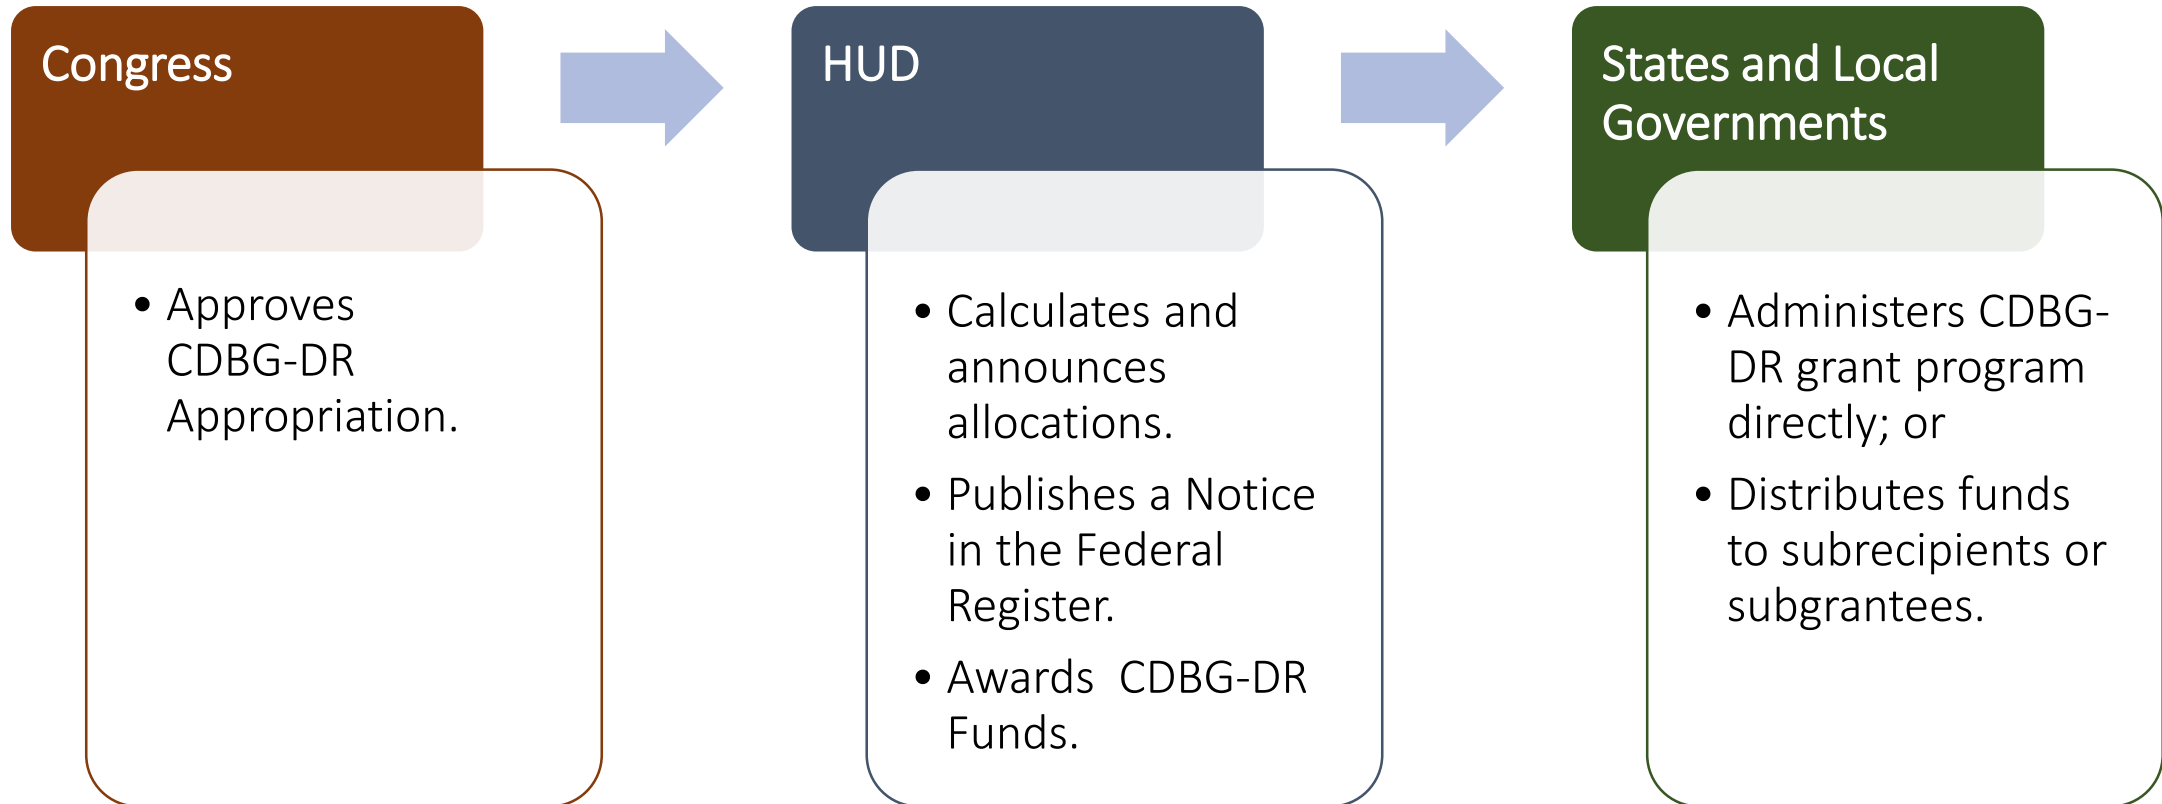 Congress
• Approves
CDBG-DR
Appropriation.
HUD
• Calculates and
announces
allocations.
• Publishes a Notice
in the Federal
Register.
• Awards  CDBG-DR
Funds.
States and Local
Governments
• Administers CDBG-
DR grant program
directly; or
• Distributes funds
to subrecipients or
subgrantees.